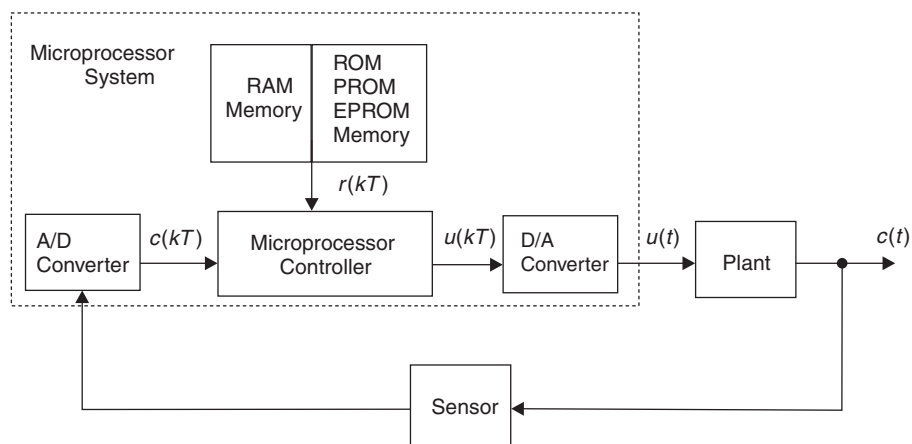 Microprocessor
System
RAM
Memory
ROM
PROM
EPROM
Memory
r(kT)
A/D
Converter
c(kT)
Microprocessor
Controller
u(kT)
D/A
Converter
u(t)
Plant
c(t)
Sensor